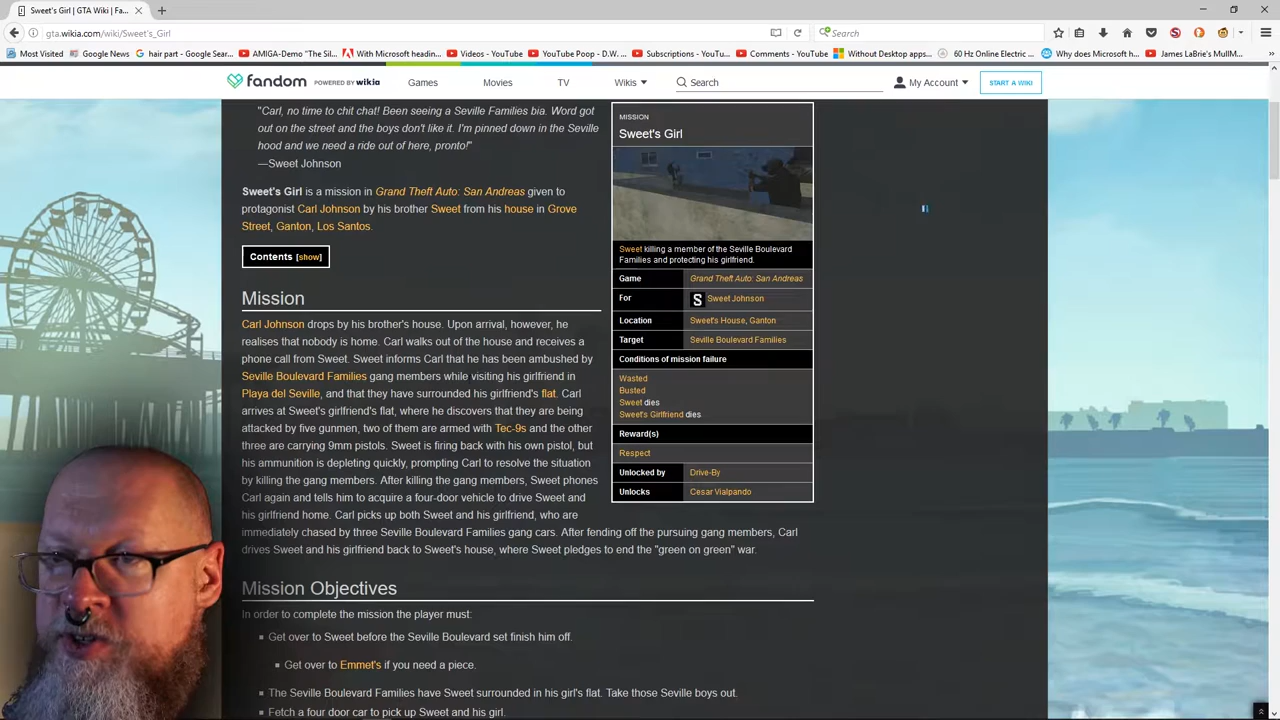 Sweet's Girl | GTA Wiki | Fa...
gta.wikia.com/wiki/Sweet's_Girl
Search
Most Visited Google News hair part - Google Sear... AMIGA-Demo "The Sil... With Microsoft headin... Videos - YouTube YouTube Poop - D.W. ... Subscriptions - YouTu... Comments - YouTube Without Desktop apps... 60 Hz Online Electric ... Why does Microsoft h... James LaBrie's MullM...
fandom POWERED BY wikia Games Movies TV Wikis Search My Account START A WIKI
"Carl, no time to chit chat! Been seeing a Seville Families bia. Word got
out on the street and the boys don't like it. I'm pinned down in the Seville
hood and we need a ride out of here, pronto!"
—Sweet Johnson
Sweet's Girl is a mission in Grand Theft Auto: San Andreas given to
protagonist Carl Johnson by his brother Sweet from his house in Grove
Street, Ganton, Los Santos.
Contents [show]
Mission
Carl Johnson drops by his brother's house. Upon arrival, however, he
realises that nobody is home. Carl walks out of the house and receives a
phone call from Sweet. Sweet informs Carl that he has been ambushed by
Seville Boulevard Families gang members while visiting his girlfriend in
Playa del Seville, and that they have surrounded his girlfriend's flat. Carl
arrives at Sweet's girlfriend's flat, where he discovers that they are being
attacked by five gunmen, two of them are armed with Tec-9s and the other
three are carrying 9mm pistols. Sweet is firing back with his own pistol, but
his ammunition is depleting quickly, prompting Carl to resolve the situation
by killing the gang members. After killing the gang members, Sweet phones
Carl again and tells him to acquire a four-door vehicle to drive Sweet and
his girlfriend home. Carl picks up both Sweet and his girlfriend, who are
immediately chased by three Seville Boulevard Families gang cars. After fending off the pursuing gang members, Carl
drives Sweet and his girlfriend back to Sweet's house, where Sweet pledges to end the "green on green" war.
MISSION
Sweet's Girl
Sweet killing a member of the Seville Boulevard
Families and protecting his girlfriend.
Game Grand Theft Auto: San Andreas
For S Sweet Johnson
Location Sweet's House, Ganton
Target Seville Boulevard Families
Conditions of mission failure
Wasted
Busted
Sweet dies
Sweet's Girlfriend dies
Reward(s)
Respect
Unlocked by Drive-By
Unlocks Cesar Vialpando
Mission Objectives
In order to complete the mission the player must:
Get over to Sweet before the Seville Boulevard set finish him off.
Get over to Emmet's if you need a piece.
The Seville Boulevard Families have Sweet surrounded in his girl's flat. Take those Seville boys out.
Fetch a four door car to pick up Sweet and his girl.